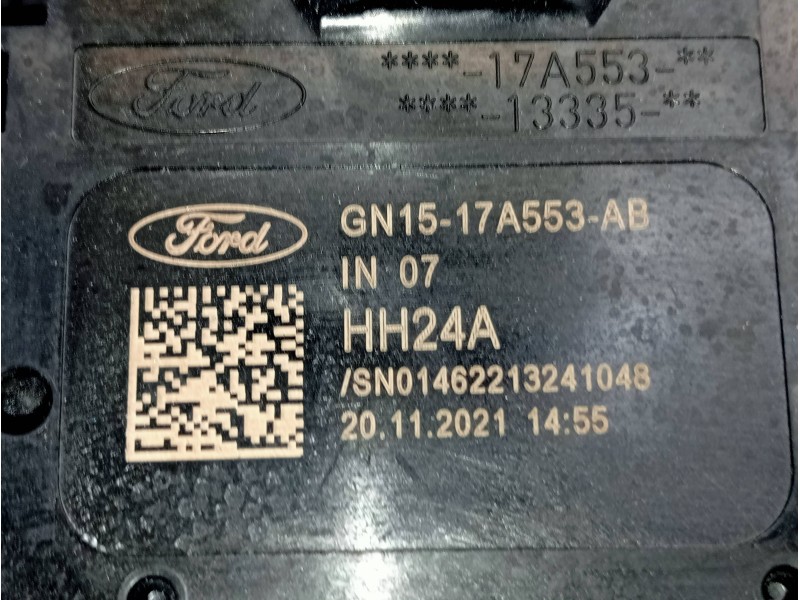 Ford
****-17A553-**
****-13335-**
Ford
GN15-17A553-AB
IN 07
HH24A
/SN01462213241048
20.11.2021 14:55